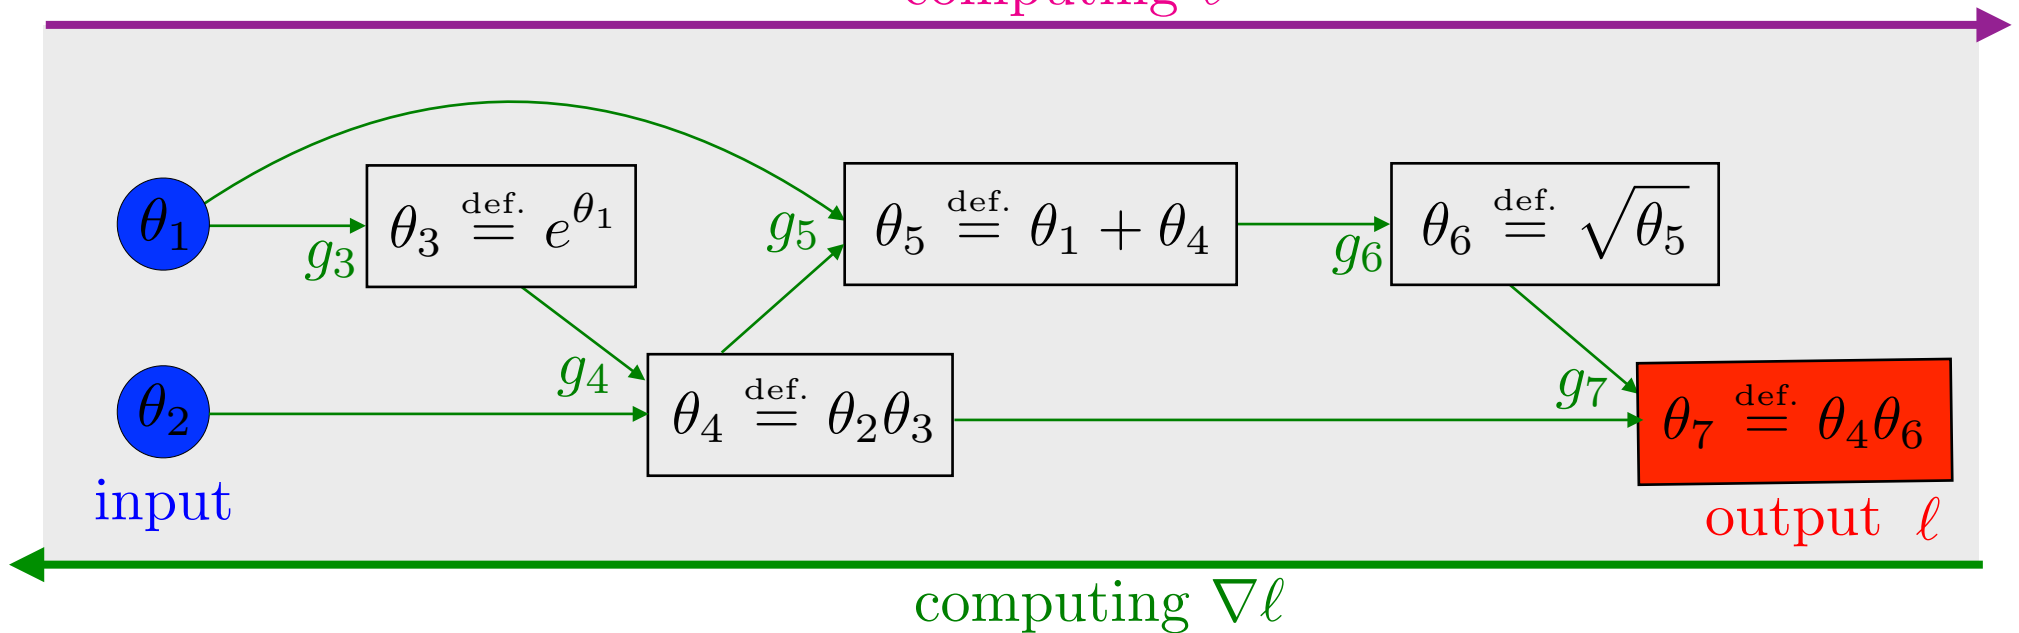 computing ℓ
θ₁
g₃
θ₃ def.= e^θ₁
g₅
θ₅ def.= θ₁ + θ₄
g₆
θ₆ def.= √θ₅
θ₂
g₄
θ₄ def.= θ₂θ₃
g₇
θ₇ def.= θ₄θ₆
input
output ℓ
computing ∇ℓ